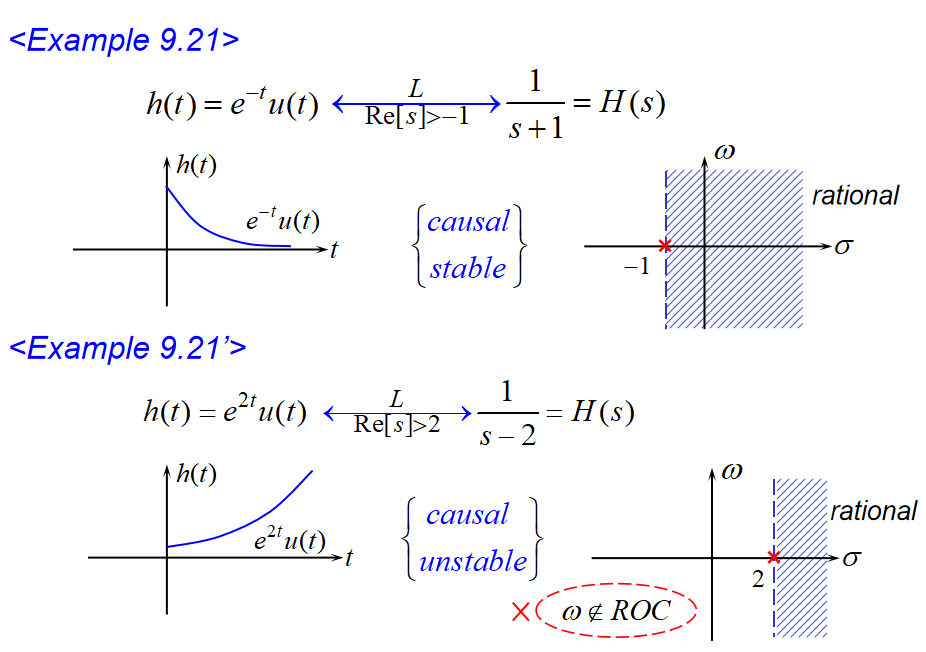 <Example 9.21>
h(t) = e^{-t}u(t) ⟷ L Re[s]>-1 1/(s+1) = H(s)
h(t)
ω
rational
e^{-t}u(t)
{causal
stable}
t
-1
σ
<Example 9.21’>
h(t) = e^{2t}u(t) ⟷ L Re[s]>2 1/(s-2) = H(s)
h(t)
ω
{causal
unstable}
rational
e^{2t}u(t)
t
σ
2
× ω ∉ ROC